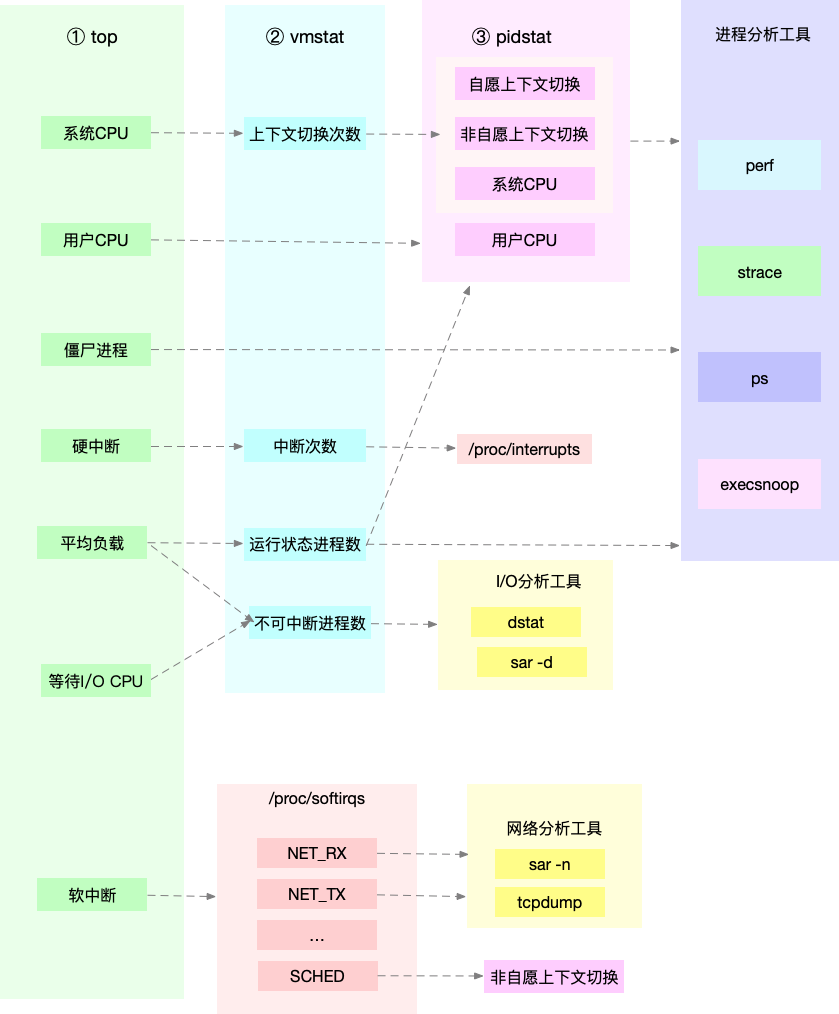 ① top
系统CPU
用户CPU
僵尸进程
硬中断
平均负载
等待I/O CPU
软中断
② vmstat
上下文切换次数
中断次数
运行状态进程数
不可中断进程数
③ pidstat
自愿上下文切换
非自愿上下文切换
系统CPU
用户CPU
进程分析工具
perf
strace
ps
execsnoop
/proc/interrupts
I/O分析工具
dstat
sar -d
/proc/softirqs
NET_RX
NET_TX
...
SCHED
网络分析工具
sar -n
tcpdump
非自愿上下文切换